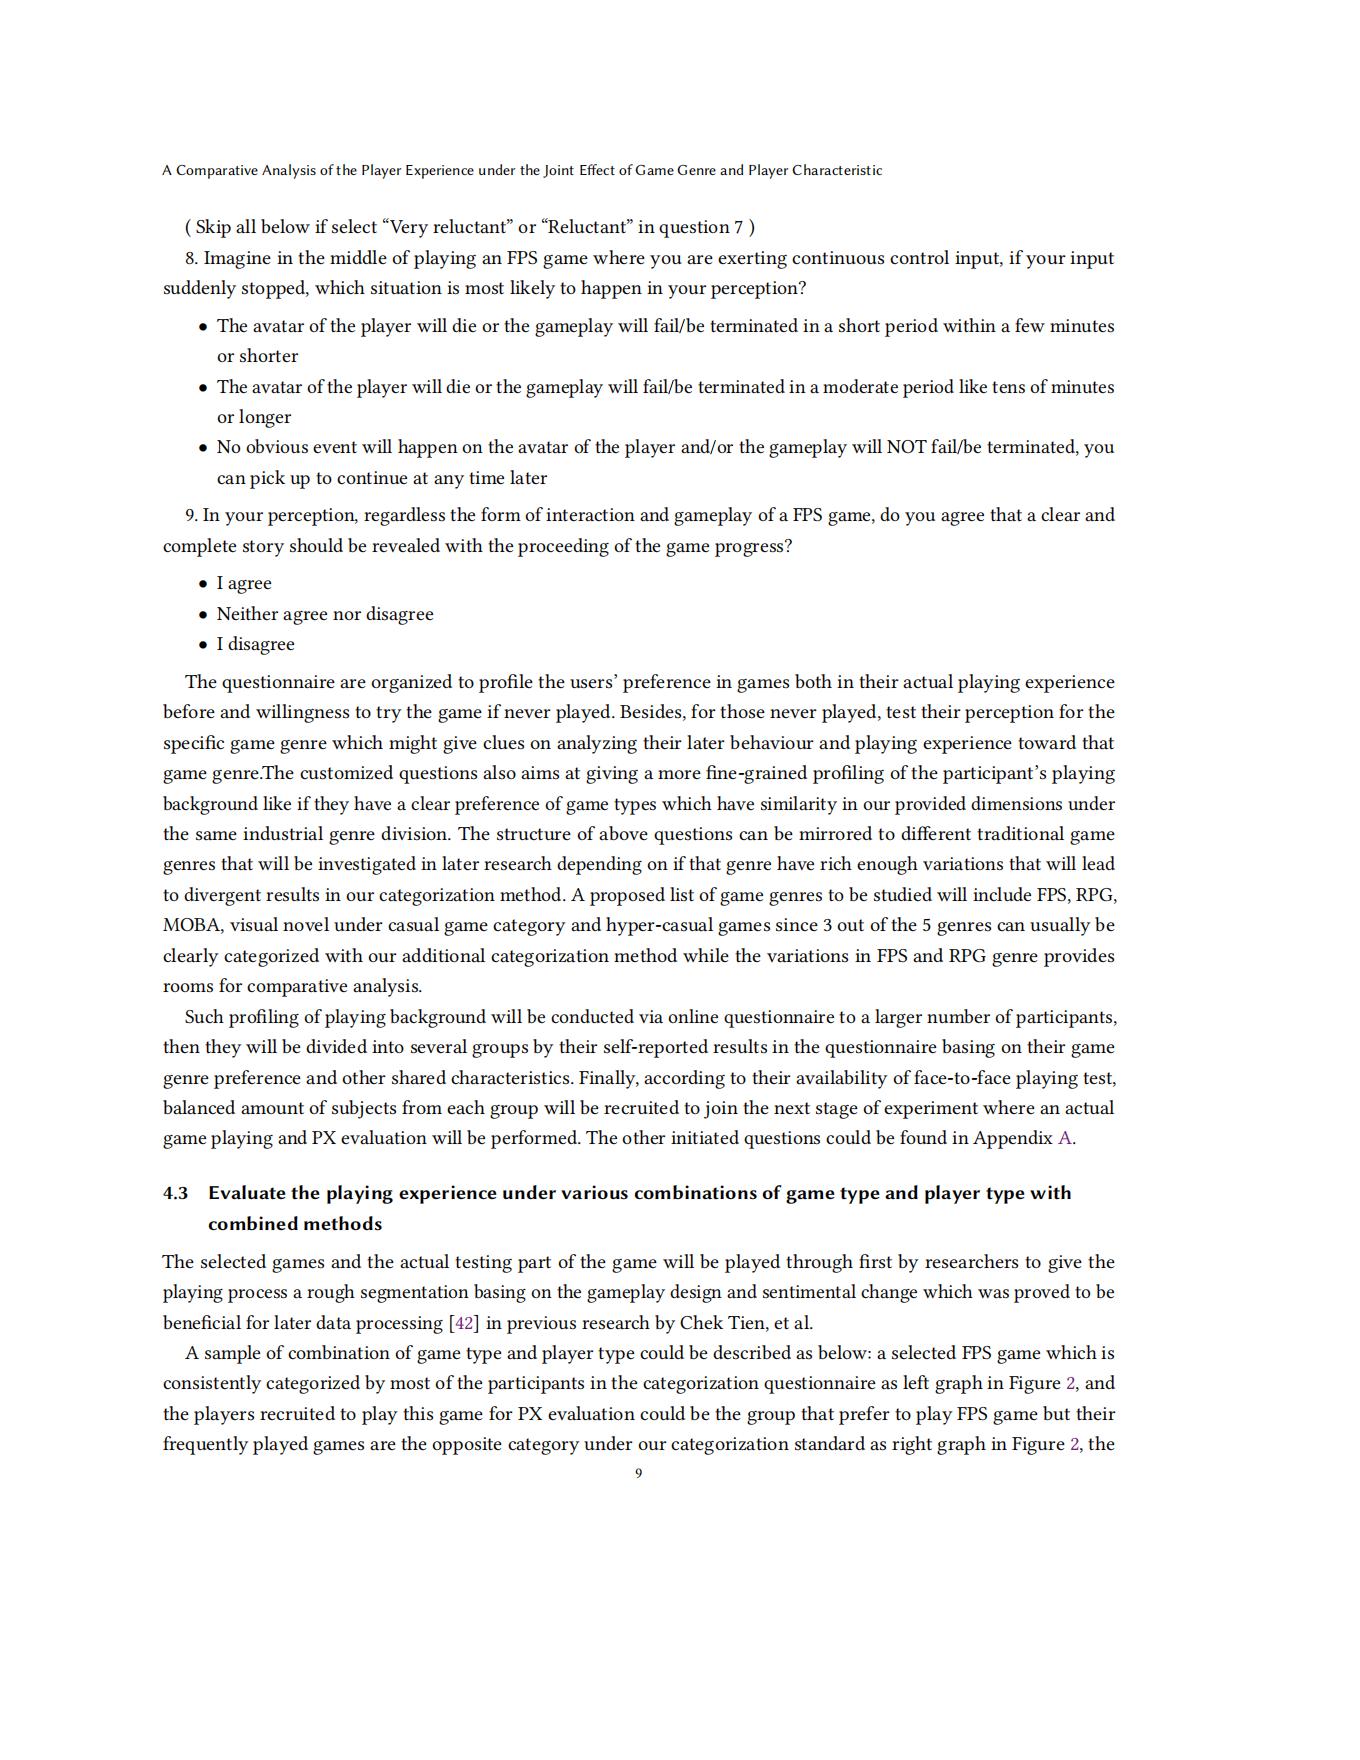 A Comparative Analysis of the Player Experience under the Joint Effect of Game Genre and Player Characteristic
( Skip all below if select “Very reluctant” or “Reluctant” in question 7 )
8. Imagine in the middle of playing an FPS game where you are exerting continuous control input, if your input
suddenly stopped, which situation is most likely to happen in your perception?
• The avatar of the player will die or the gameplay will fail/be terminated in a short period within a few minutes
or shorter
• The avatar of the player will die or the gameplay will fail/be terminated in a moderate period like tens of minutes
or longer
• No obvious event will happen on the avatar of the player and/or the gameplay will NOT fail/be terminated, you
can pick up to continue at any time later
9. In your perception, regardless the form of interaction and gameplay of a FPS game, do you agree that a clear and
complete story should be revealed with the proceeding of the game progress?
• I agree
• Neither agree nor disagree
• I disagree
The questionnaire are organized to profile the users’ preference in games both in their actual playing experience
before and willingness to try the game if never played. Besides, for those never played, test their perception for the
specific game genre which might give clues on analyzing their later behaviour and playing experience toward that
game genre.The customized questions also aims at giving a more fine-grained profiling of the participant’s playing
background like if they have a clear preference of game types which have similarity in our provided dimensions under
the same industrial genre division. The structure of above questions can be mirrored to different traditional game
genres that will be investigated in later research depending on if that genre have rich enough variations that will lead
to divergent results in our categorization method. A proposed list of game genres to be studied will include FPS, RPG,
MOBA, visual novel under casual game category and hyper-casual games since 3 out of the 5 genres can usually be
clearly categorized with our additional categorization method while the variations in FPS and RPG genre provides
rooms for comparative analysis.
Such profiling of playing background will be conducted via online questionnaire to a larger number of participants,
then they will be divided into several groups by their self-reported results in the questionnaire basing on their game
genre preference and other shared characteristics. Finally, according to their availability of face-to-face playing test,
balanced amount of subjects from each group will be recruited to join the next stage of experiment where an actual
game playing and PX evaluation will be performed. The other initiated questions could be found in Appendix A.
4.3 Evaluate the playing experience under various combinations of game type and player type with
combined methods
The selected games and the actual testing part of the game will be played through first by researchers to give the
playing process a rough segmentation basing on the gameplay design and sentimental change which was proved to be
beneficial for later data processing [42] in previous research by Chek Tien, et al.
A sample of combination of game type and player type could be described as below: a selected FPS game which is
consistently categorized by most of the participants in the categorization questionnaire as left graph in Figure 2, and
the players recruited to play this game for PX evaluation could be the group that prefer to play FPS game but their
frequently played games are the opposite category under our categorization standard as right graph in Figure 2, the
9